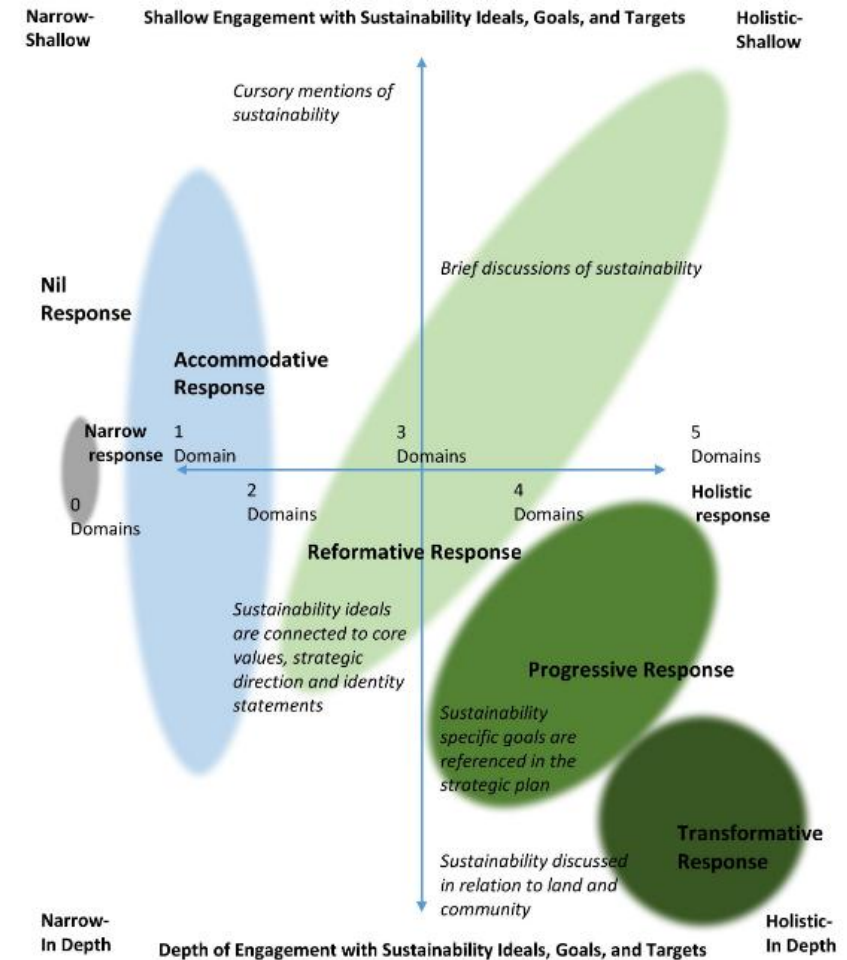 Narrow-
Shallow
Shallow Engagement with Sustainability Ideals, Goals, and Targets
Holistic-
Shallow
Cursory mentions of
sustainability
Brief discussions of sustainability
Nil
Response
Accommodative
Response
Narrow
response
1
Domain
3
Domains
5
Domains
0
Domains
2
Domains
4
Domains
Holistic
response
Reformative Response
Sustainability ideals
are connected to core
values, strategic
direction and identity
statements
Progressive Response
Sustainability
specific goals are
referenced in the
strategic plan
Transformative
Response
Sustainability discussed
in relation to land and
community
Narrow-
In Depth
Depth of Engagement with Sustainability Ideals, Goals, and Targets
Holistic-
In Depth